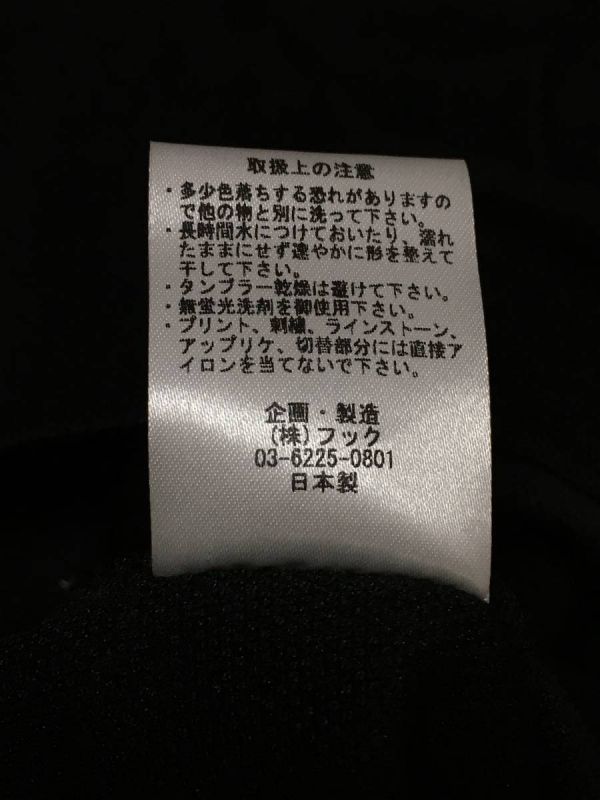 取扱上の注意
・多少色落ちする恐れがありますの
で他の物と別に洗って下さい。
・長時間水につけておいたり、濡れ
たままにせず速やかに形を整えて
干して下さい。
・タンブラー乾燥は避けて下さい。
・無蛍光洗剤を御使用下さい。
・プリント、刺繍、ラインストーン、
アップリケ、切替部分には直接ア
イロンを当てないで下さい。
企画・製造
(株)フック
03-6225-0801
日本製